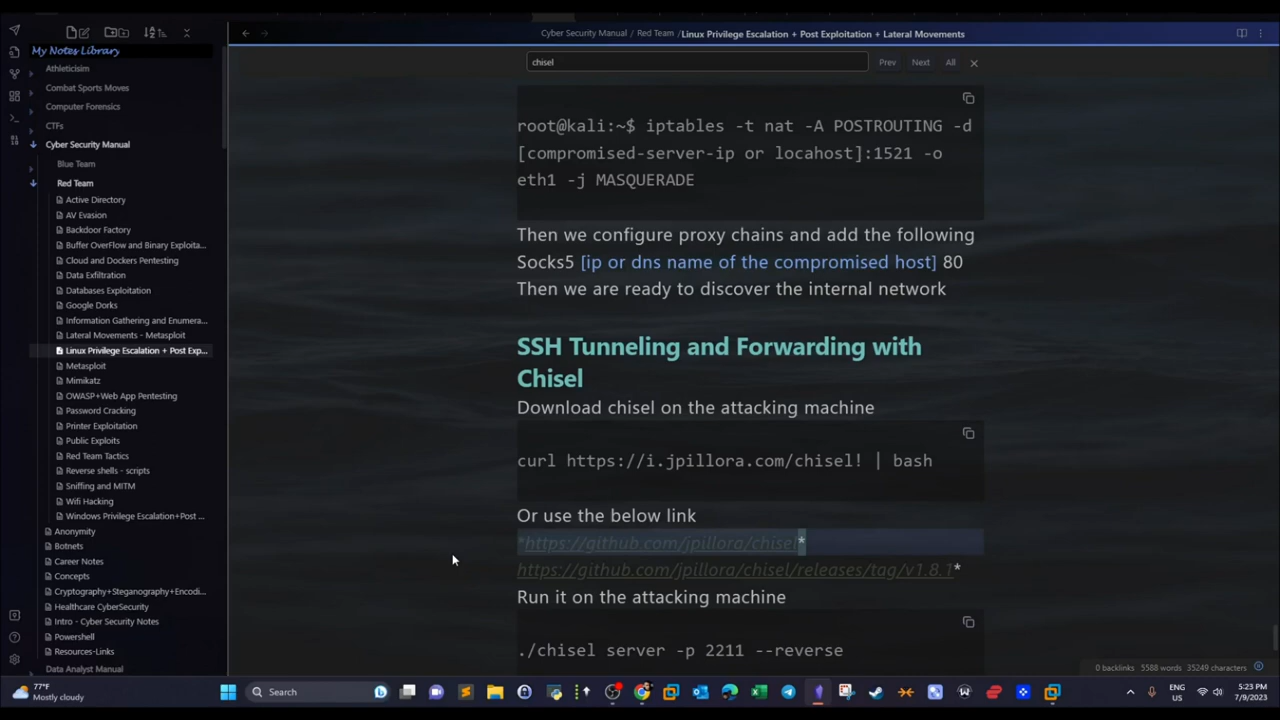 My Notes Library
Athleticisim
Combat Sports Moves
Computer Forensics
CTFs
Cyber Security Manual
Blue Team
Red Team
Active Directory
AV Evasion
Backdoor Factory
Buffer OverFlow and Binary Exploita...
Cloud and Dockers Pentesting
Data Exfiltration
Databases Exploitation
Google Dorks
Information Gathering and Enumera...
Lateral Movements - Metasploit
Linux Privilege Escalation + Post Exp...
Metasploit
Mimikatz
OWASP+Web App Pentesting
Password Cracking
Printer Exploitation
Public Exploits
Red Team Tactics
Reverse shells - scripts
Sniffing and MITM
Wifi Hacking
Windows Privilege Escalation+Post ...
Anonymity
Botnets
Career Notes
Concepts
Cryptography+Steganography+Encodi...
Healthcare CyberSecurity
Intro - Cyber Security Notes
Powershell
Resources-Links
Data Analyst Manual
Cyber Security Manual / Red Team / Linux Privilege Escalation + Post Exploitation + Lateral Movements
chisel
Prev Next All
root@kali:~$ iptables -t nat -A POSTROUTING -d
[compromised-server-ip or locahost]:1521 -o
eth1 -j MASQUERADE
Then we configure proxy chains and add the following
Socks5 [ip or dns name of the compromised host] 80
Then we are ready to discover the internal network
SSH Tunneling and Forwarding with
Chisel
Download chisel on the attacking machine
curl https://i.jpillora.com/chisel! | bash
Or use the below link
*https://github.com/jpillora/chisel*
https://github.com/jpillora/chisel/releases/tag/v1.8.1*
Run it on the attacking machine
./chisel server -p 2211 --reverse
0 backlinks 5588 words 35249 characters
77°F
Mostly cloudy
Search
ENG
US
5:23 PM
7/9/2023